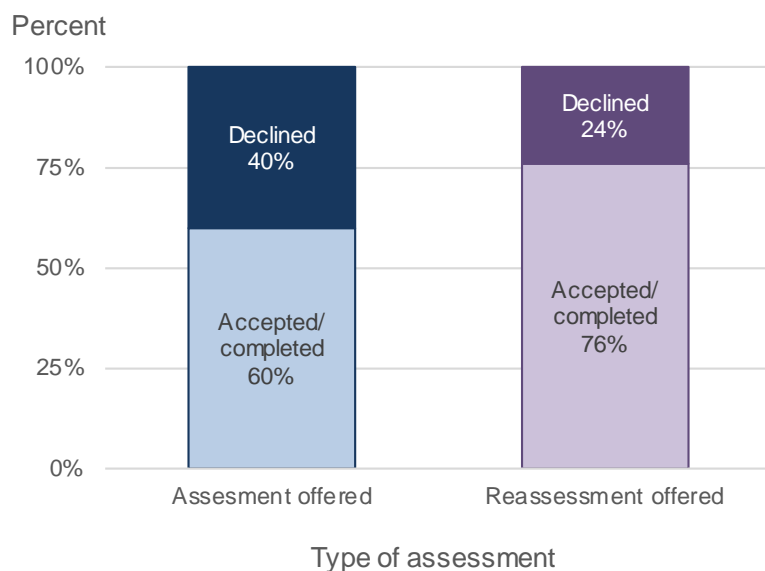 Percent
100%
75%
50%
25%
0%
Declined
40%
Accepted/
completed
60%
Declined
24%
Accepted/
completed
76%
Assesment offered
Reassessment offered
Type of assessment